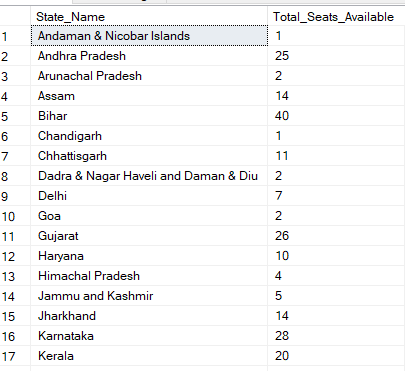 State_Name Total_Seats_Available
1 Andaman & Nicobar Islands 1
2 Andhra Pradesh 25
3 Arunachal Pradesh 2
4 Assam 14
5 Bihar 40
6 Chandigarh 1
7 Chhattisgarh 11
8 Dadra & Nagar Haveli and Daman & Diu 2
9 Delhi 7
10 Goa 2
11 Gujarat 26
12 Haryana 10
13 Himachal Pradesh 4
14 Jammu and Kashmir 5
15 Jharkhand 14
16 Karnataka 28
17 Kerala 20